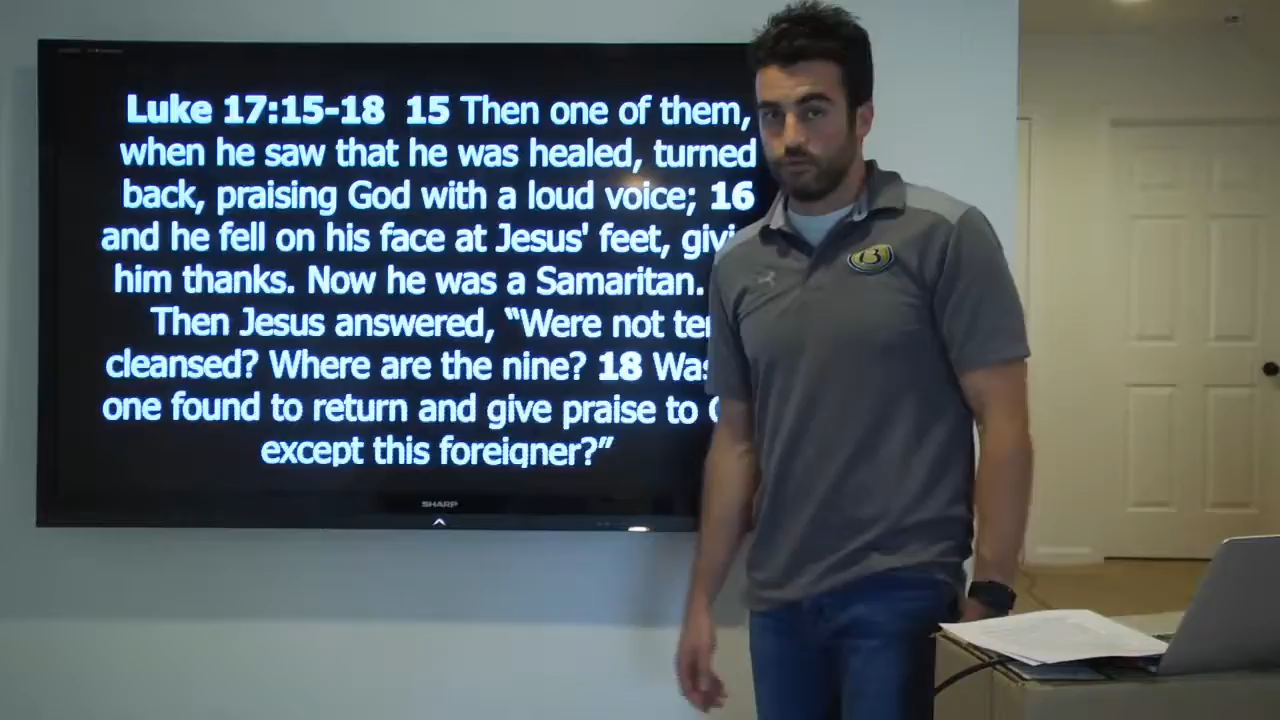 Luke 17:15-18 15 Then one of them,
when he saw that he was healed, turned
back, praising God with a loud voice; 16
and he fell on his face at Jesus' feet,
him thanks. Now he was a Samaritan.
Then Jesus answered, “Were not
cleansed? Where are the nine? 18
one found to return and give praise to
except this foreigner?”
SHARP
B